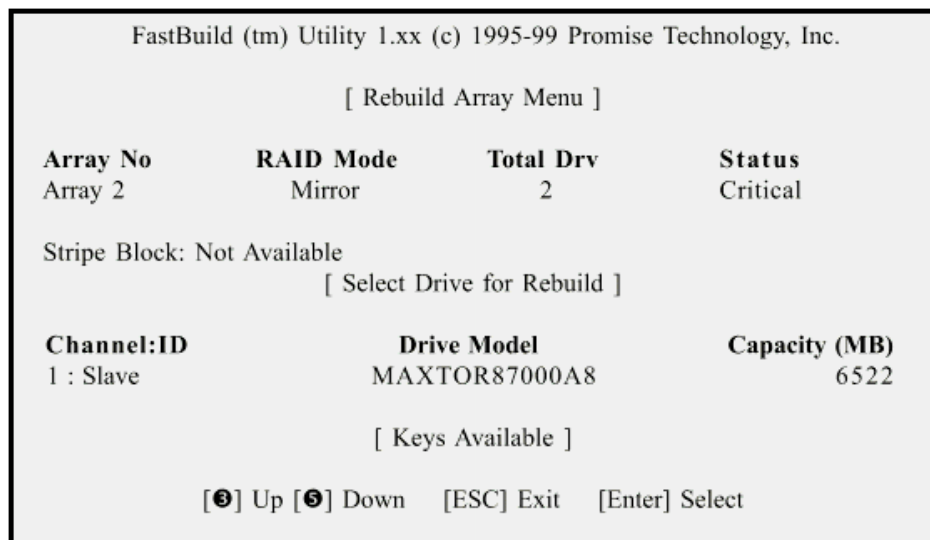 FastBuild (tm) Utility 1.xx (c) 1995-99 Promise Technology, Inc.
[ Rebuild Array Menu ]
Array No RAID Mode Total Drv Status
Array 2 Mirror 2 Critical
Stripe Block: Not Available
[ Select Drive for Rebuild ]
Channel:ID Drive Model Capacity (MB)
1 : Slave MAXTOR87000A8 6522
[ Keys Available ]
[❸] Up [❺] Down [ESC] Exit [Enter] Select